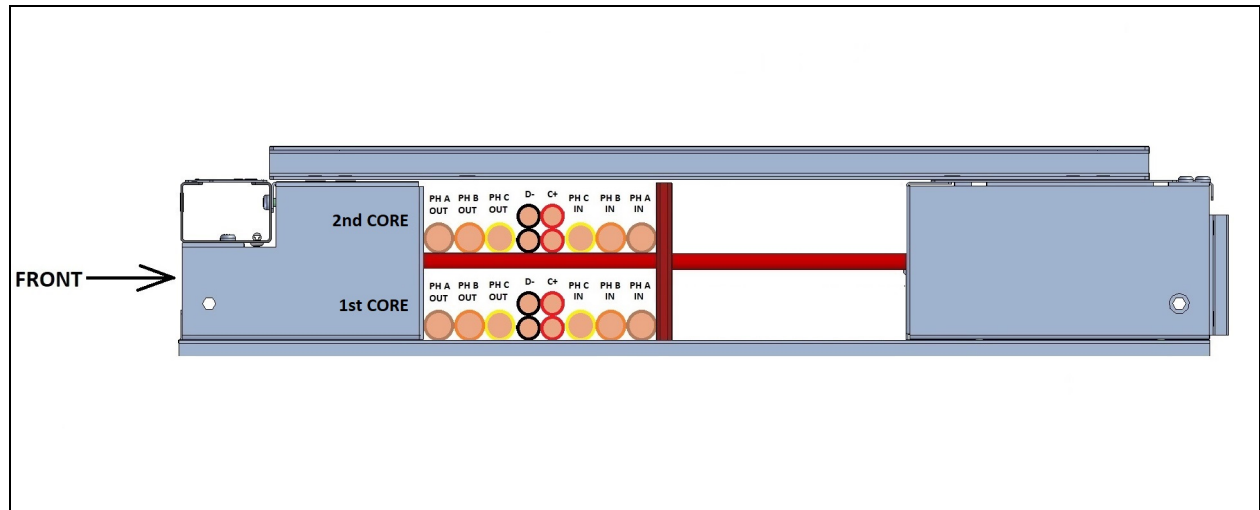 PH A PH B PH C D- C+ PH C PH B PH A
OUT OUT OUT IN IN IN
2nd CORE
FRONT
PH A PH B PH C D- C+ PH C PH B PH A
OUT OUT OUT IN IN IN
1st CORE